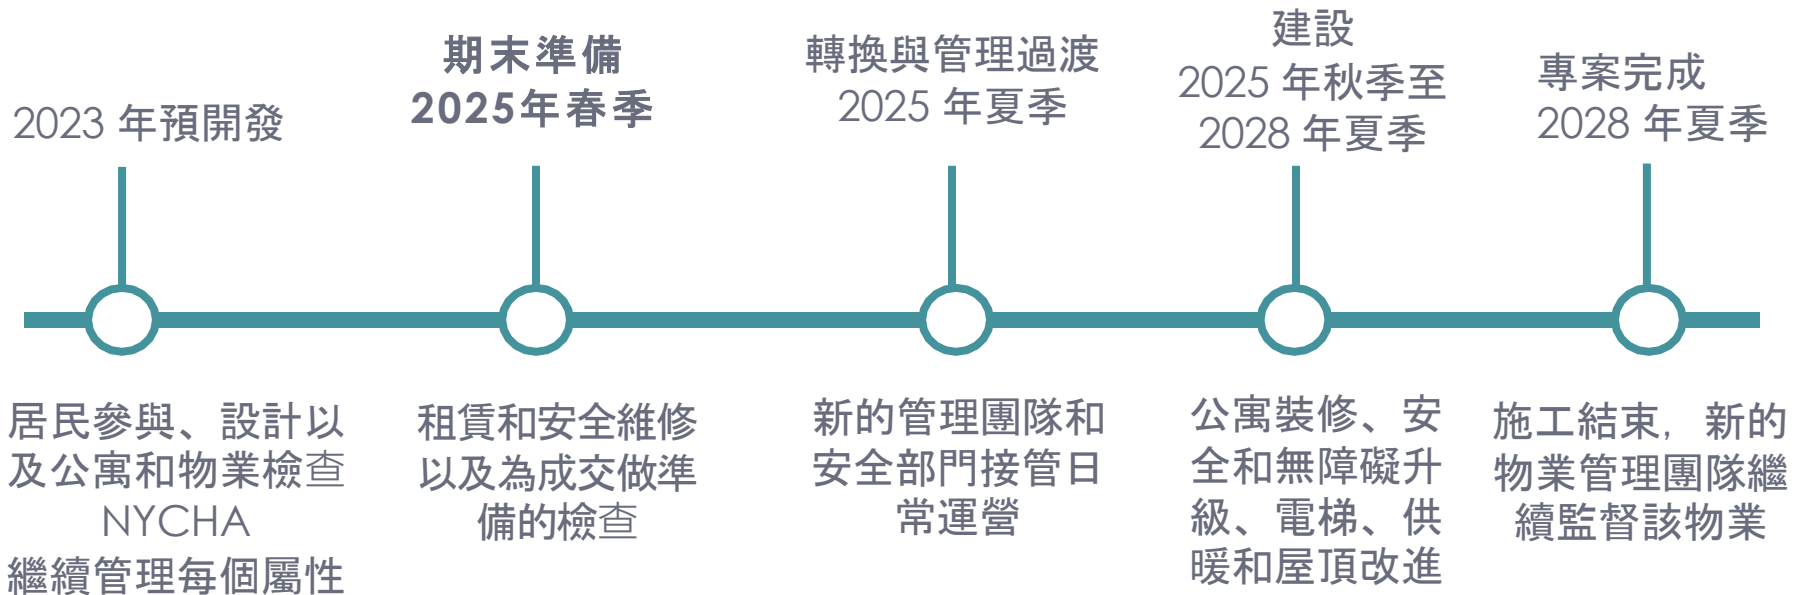 2023 年預開發
期末準備
2025年春季
轉換與管理過渡
2025 年夏季
建設
2025 年秋季至
2028 年夏季
專案完成
2028 年夏季
居民參與、設計以
及公寓和物業檢查
NYCHA
繼續管理每個屬性
租賃和安全維修
以及為成交做準
備的檢查
新的管理團隊和
安全部門接管日
常運營
公寓裝修、安
全和無障礙升
級、電梯、供
暖和屋頂改進
施工結束，新的
物業管理團隊繼
續監督該物業